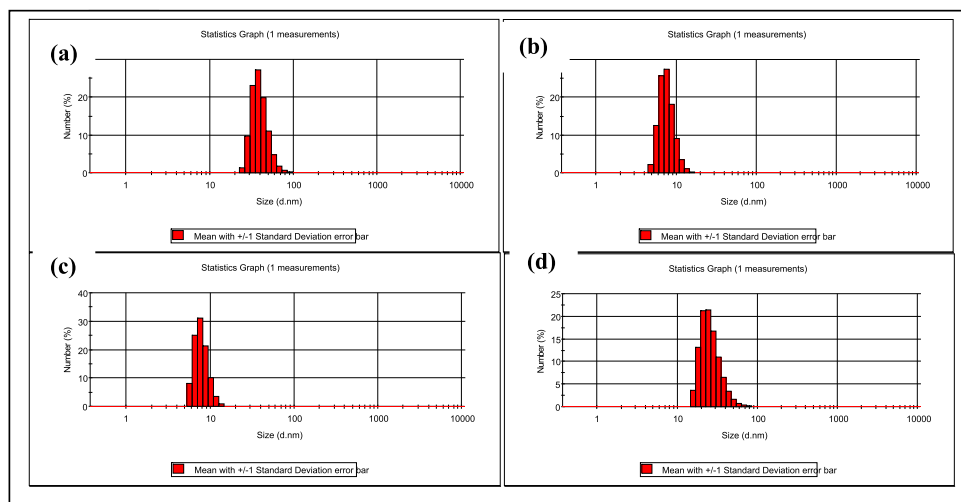 (a)
Statistics Graph (1 measurements)
Number (%)
20
10
0
1 10 100 1000 10000
Size (d.nm)
Mean with +/-1 Standard Deviation error bar
(b)
Statistics Graph (1 measurements)
Number (%)
20
10
0
1 10 100 1000 10000
Size (d.nm)
Mean with +/-1 Standard Deviation error bar
(c)
Statistics Graph (1 measurements)
Number (%)
40
30
20
10
0
1 10 100 1000 10000
Size (d.nm)
Mean with +/-1 Standard Deviation error bar
(d)
Statistics Graph (1 measurements)
Number (%)
25
20
15
10
5
0
1 10 100 1000 10000
Size (d.nm)
Mean with +/-1 Standard Deviation error bar